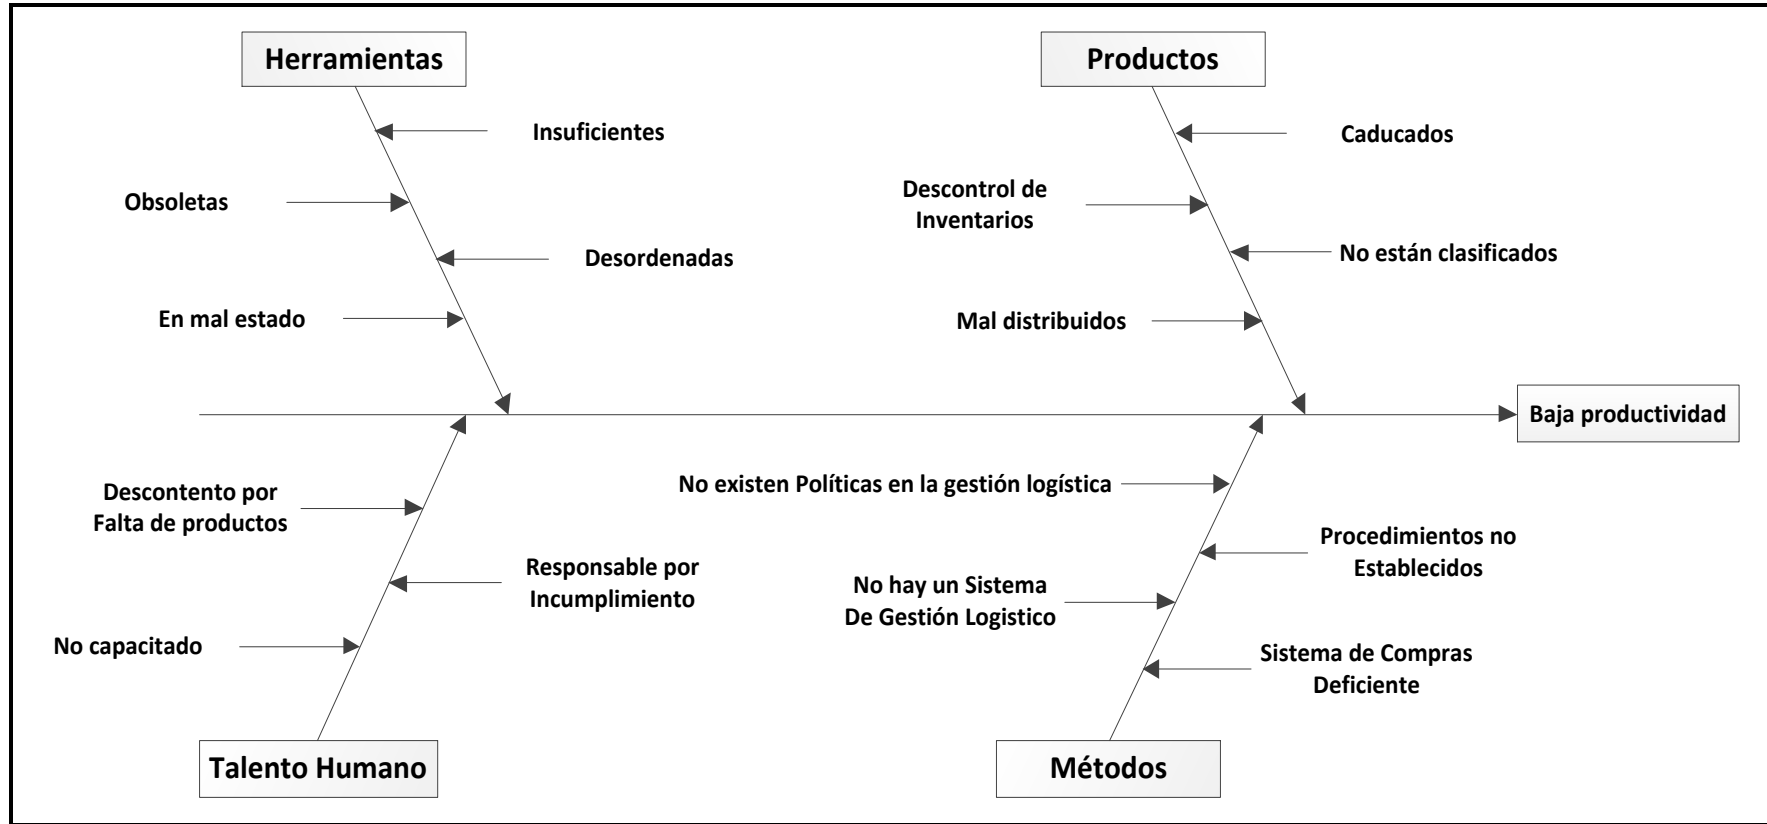 Herramientas
Productos
Insuficientes
Caducados
Obsoletas
Descontrol de
Inventarios
Desordenadas
No están clasificados
En mal estado
Mal distribuidos
Baja productividad
Descontento por
Falta de productos
No existen Políticas en la gestión logística
Responsable por
Incumplimiento
Procedimientos no
Establecidos
No hay un Sistema
De Gestión Logistico
No capacitado
Sistema de Compras
Deficiente
Talento Humano
Métodos